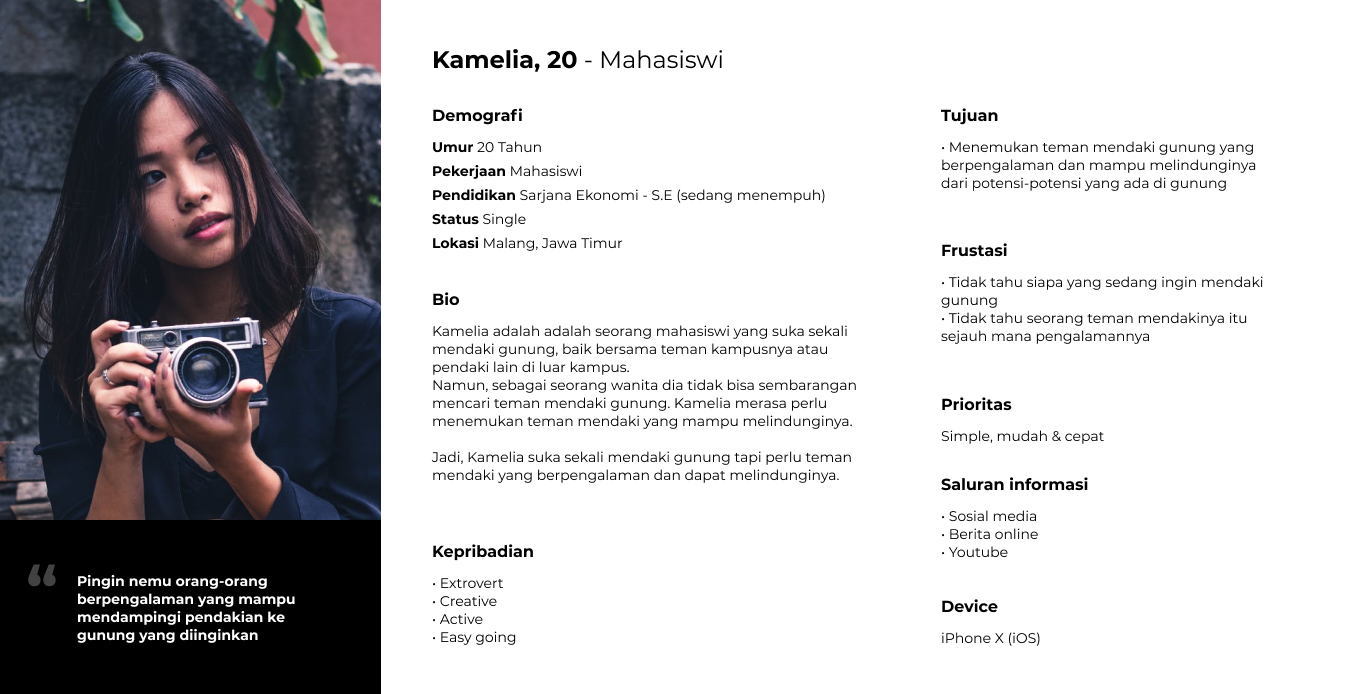 Kamelia, 20 - Mahasiswi
Demografi
Umur 20 Tahun
Pekerjaan Mahasiswi
Pendidikan Sarjana Ekonomi - S.E (sedang menempuh)
Status Single
Lokasi Malang, Jawa Timur
Bio
Kamelia adalah adalah seorang mahasiswi yang suka sekali
mendaki gunung, baik bersama teman kampusnya atau
pendaki lain di luar kampus.
Namun, sebagai seorang wanita dia tidak bisa sembarangan
mencari teman mendaki gunung. Kamelia merasa perlu
menemukan teman mendaki yang mampu melindunginya.
Jadi, Kamelia suka sekali mendaki gunung tapi perlu teman
mendaki yang berpengalaman dan dapat melindunginya.
Kepribadian
• Extrovert
• Creative
• Active
• Easy going
Tujuan
• Menemukan teman mendaki gunung yang
berpengalaman dan mampu melindunginya
dari potensi-potensi yang ada di gunung
Frustasi
• Tidak tahu siapa yang sedang ingin mendaki
gunung
• Tidak tahu seorang teman mendakinya itu
sejauh mana pengalamannya
Prioritas
Simple, mudah & cepat
Saluran informasi
• Sosial media
• Berita online
• Youtube
Device
iPhone X (iOS)
“ Pingin nemu orang-orang
berpengalaman yang mampu
mendampingi pendakian ke
gunung yang diinginkan